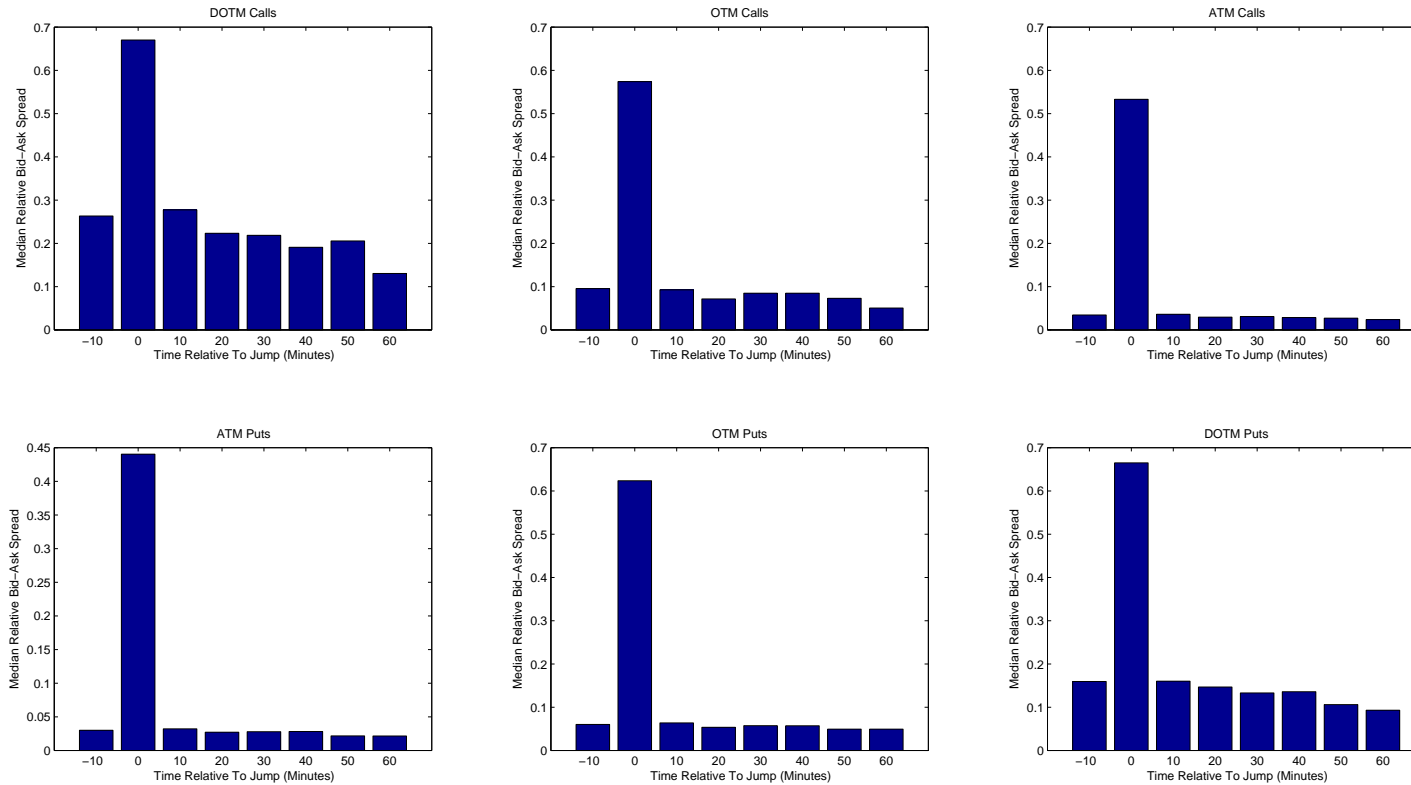 DOTM Calls
0.7
0.6
0.5
0.4
0.3
0.2
0.1
0
Median Relative Bid−Ask Spread
−10 0 10 20 30 40 50 60
Time Relative To Jump (Minutes)
OTM Calls
0.7
0.6
0.5
0.4
0.3
0.2
0.1
0
Median Relative Bid−Ask Spread
−10 0 10 20 30 40 50 60
Time Relative To Jump (Minutes)
ATM Calls
0.7
0.6
0.5
0.4
0.3
0.2
0.1
0
Median Relative Bid−Ask Spread
−10 0 10 20 30 40 50 60
Time Relative To Jump (Minutes)
ATM Puts
0.45
0.4
0.35
0.3
0.25
0.2
0.15
0.1
0.05
0
Median Relative Bid−Ask Spread
−10 0 10 20 30 40 50 60
Time Relative To Jump (Minutes)
OTM Puts
0.7
0.6
0.5
0.4
0.3
0.2
0.1
0
Median Relative Bid−Ask Spread
−10 0 10 20 30 40 50 60
Time Relative To Jump (Minutes)
DOTM Puts
0.7
0.6
0.5
0.4
0.3
0.2
0.1
0
Median Relative Bid−Ask Spread
−10 0 10 20 30 40 50 60
Time Relative To Jump (Minutes)